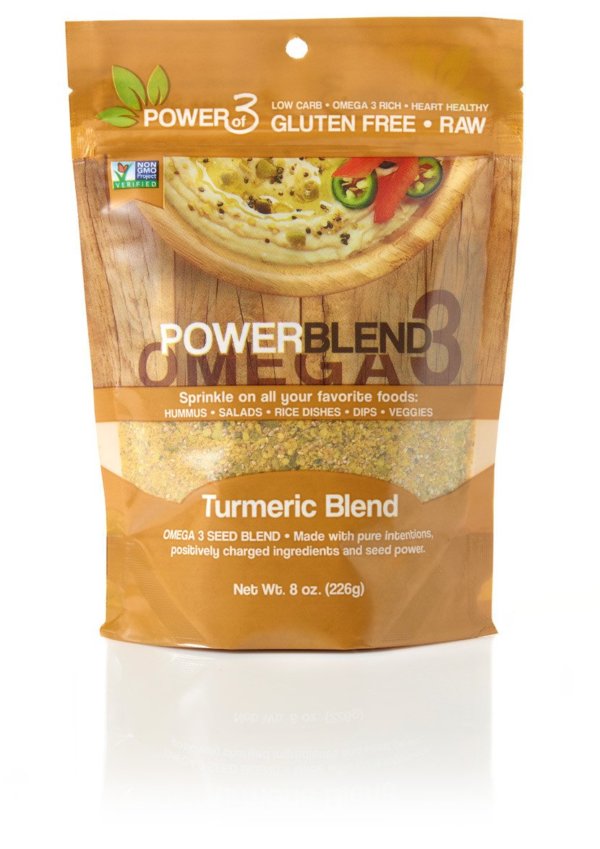 POWER of 3
LOW CARB • OMEGA 3 RICH • HEART HEALTHY
GLUTEN FREE • RAW
NON
GMO
Project
VERIFIED
POWERBLEND
OMEGA3
Sprinkle on all your favorite foods:
HUMMUS • SALADS • RICE DISHES • DIPS • VEGGIES
Turmeric Blend
OMEGA 3 SEED BLEND • Made with pure intentions,
positively charged ingredients and seed power.
Net Wt. 8 oz. (226g)